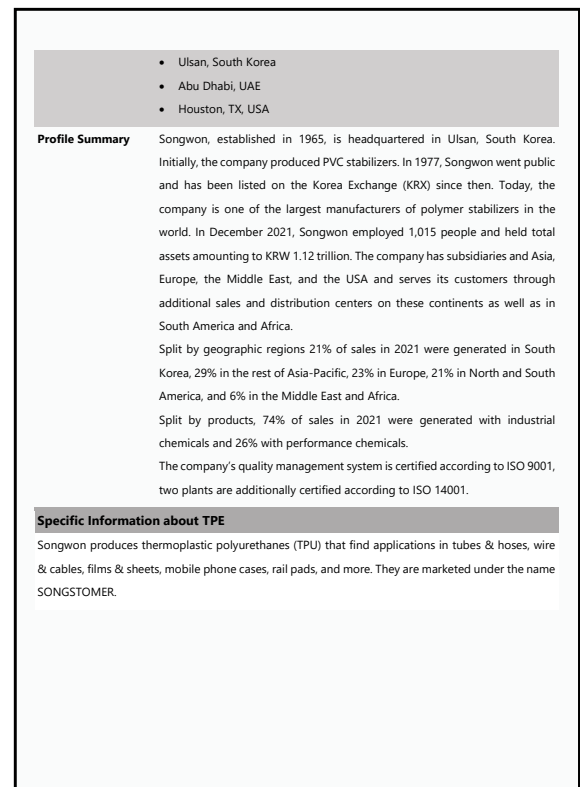 • Ulsan, South Korea
• Abu Dhabi, UAE
• Houston, TX, USA
Profile Summary
Songwon, established in 1965, is headquartered in Ulsan, South Korea.
Initially, the company produced PVC stabilizers. In 1977, Songwon went public
and has been listed on the Korea Exchange (KRX) since then. Today, the
company is one of the largest manufacturers of polymer stabilizers in the
world. In December 2021, Songwon employed 1,015 people and held total
assets amounting to KRW 1.12 trillion. The company has subsidiaries and Asia,
Europe, the Middle East, and the USA and serves its customers through
additional sales and distribution centers on these continents as well as in
South America and Africa.
Split by geographic regions 21% of sales in 2021 were generated in South
Korea, 29% in the rest of Asia-Pacific, 23% in Europe, 21% in North and South
America, and 6% in the Middle East and Africa.
Split by products, 74% of sales in 2021 were generated with industrial
chemicals and 26% with performance chemicals.
The company's quality management system is certified according to ISO 9001,
two plants are additionally certified according to ISO 14001.
Specific Information about TPE
Songwon produces thermoplastic polyurethanes (TPU) that find applications in tubes & hoses, wire
& cables, films & sheets, mobile phone cases, rail pads, and more. They are marketed under the name
SONGSTOMER.